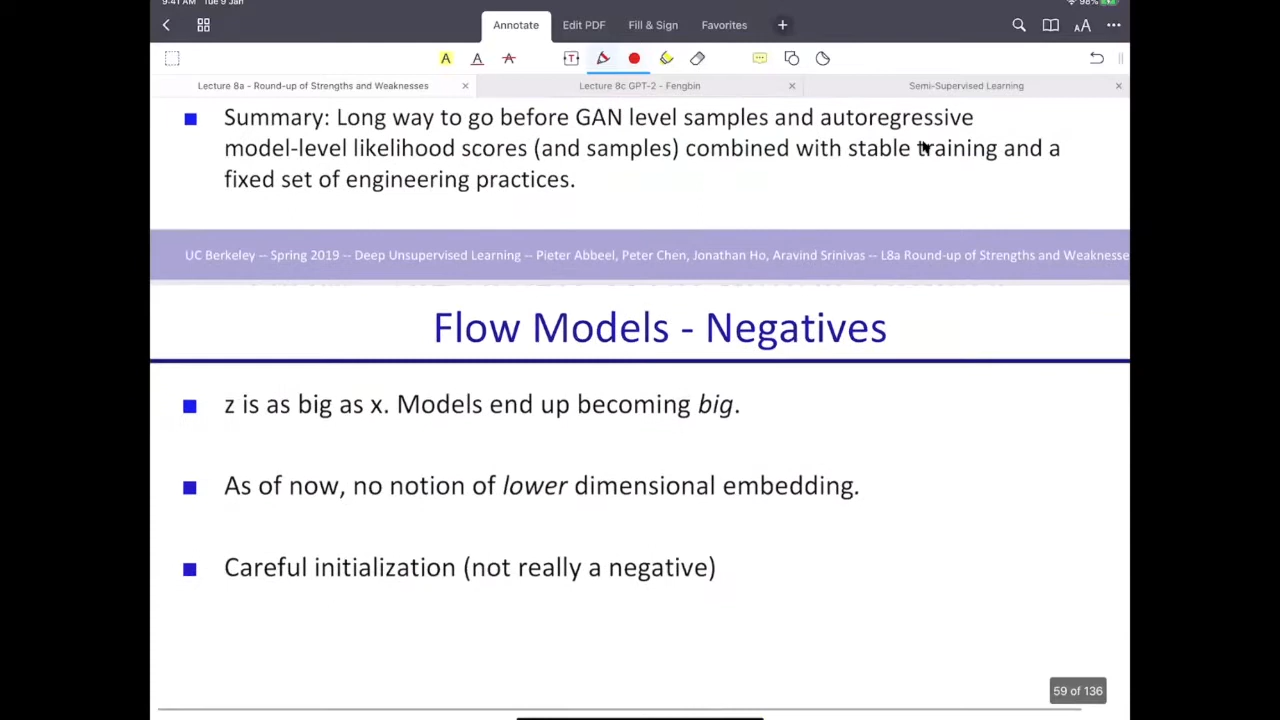 9:41 AM Tue 9 Jan
98%
Annotate
Edit PDF
Fill & Sign
Favorites
Lecture 8a - Round-up of Strengths and Weaknesses
Lecture 8c GPT-2 - Fengbin
Semi-Supervised Learning
Summary: Long way to go before GAN level samples and autoregressive
model-level likelihood scores (and samples) combined with stable training and a
fixed set of engineering practices.
UC Berkeley -- Spring 2019 -- Deep Unsupervised Learning -- Pieter Abbeel, Peter Chen, Jonathan Ho, Aravind Srinivas -- L8a Round-up of Strengths and Weaknesse
Flow Models - Negatives
z is as big as x. Models end up becoming big.
As of now, no notion of lower dimensional embedding.
Careful initialization (not really a negative)
59 of 136